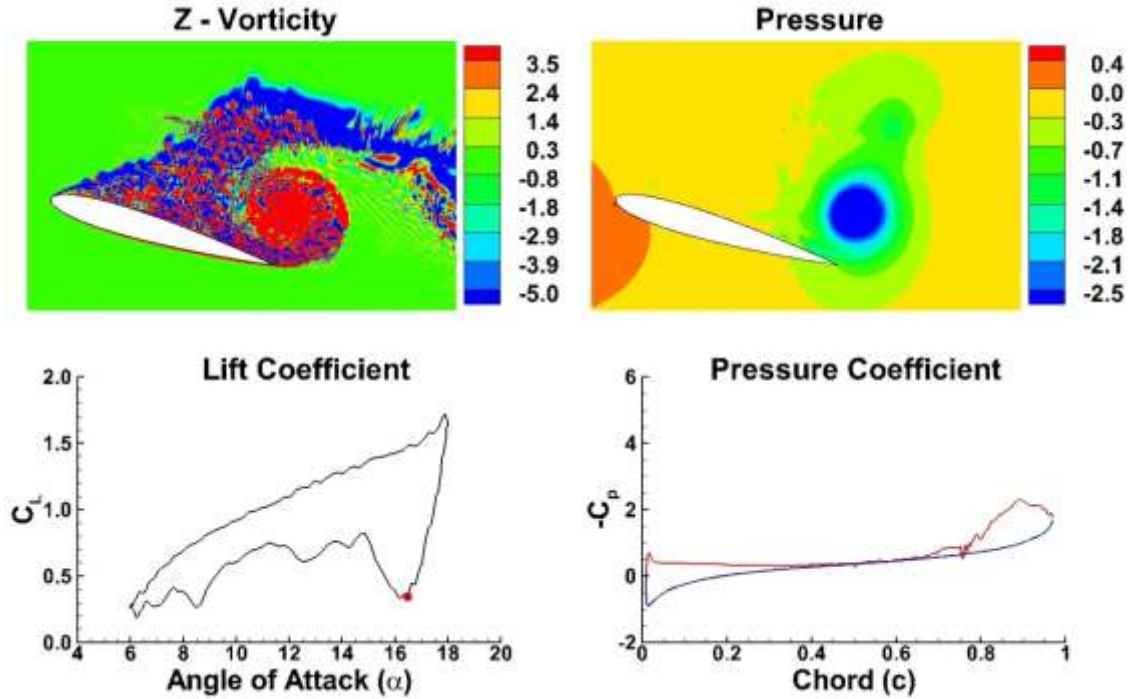 Z - Vorticity
3.5
2.4
1.4
0.3
-0.8
-1.8
-2.9
-3.9
-5.0
Pressure
0.4
0.0
-0.3
-0.7
-1.1
-1.4
-1.8
-2.1
-2.5
Lift Coefficient
2.0
1.5
1.0
0.5
0.0
C_L
4 6 8 10 12 14 16 18 20
Angle of Attack (α)
Pressure Coefficient
6
4
2
0
-2
-C_p
0 0.2 0.4 0.6 0.8 1
Chord (c)